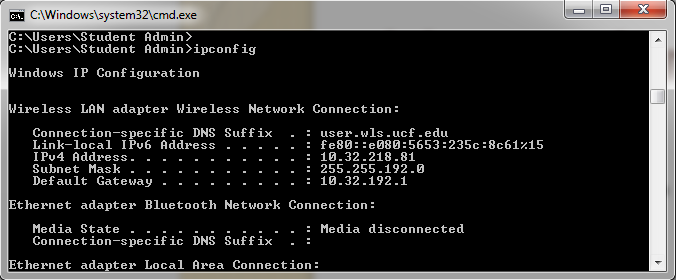 C:\Windows\system32\cmd.exe
C:\Users\Student Admin>
C:\Users\Student Admin>ipconfig
Windows IP Configuration
Wireless LAN adapter Wireless Network Connection:
Connection-specific DNS Suffix  . : user.wls.ucf.edu
Link-local IPv6 Address . . . . . : fe80::e080:5653:235c:8c61%15
IPv4 Address. . . . . . . . . . . : 10.32.218.81
Subnet Mask . . . . . . . . . . . : 255.255.192.0
Default Gateway . . . . . . . . . : 10.32.192.1
Ethernet adapter Bluetooth Network Connection:
Media State . . . . . . . . . . . : Media disconnected
Connection-specific DNS Suffix  . :
Ethernet adapter Local Area Connection: